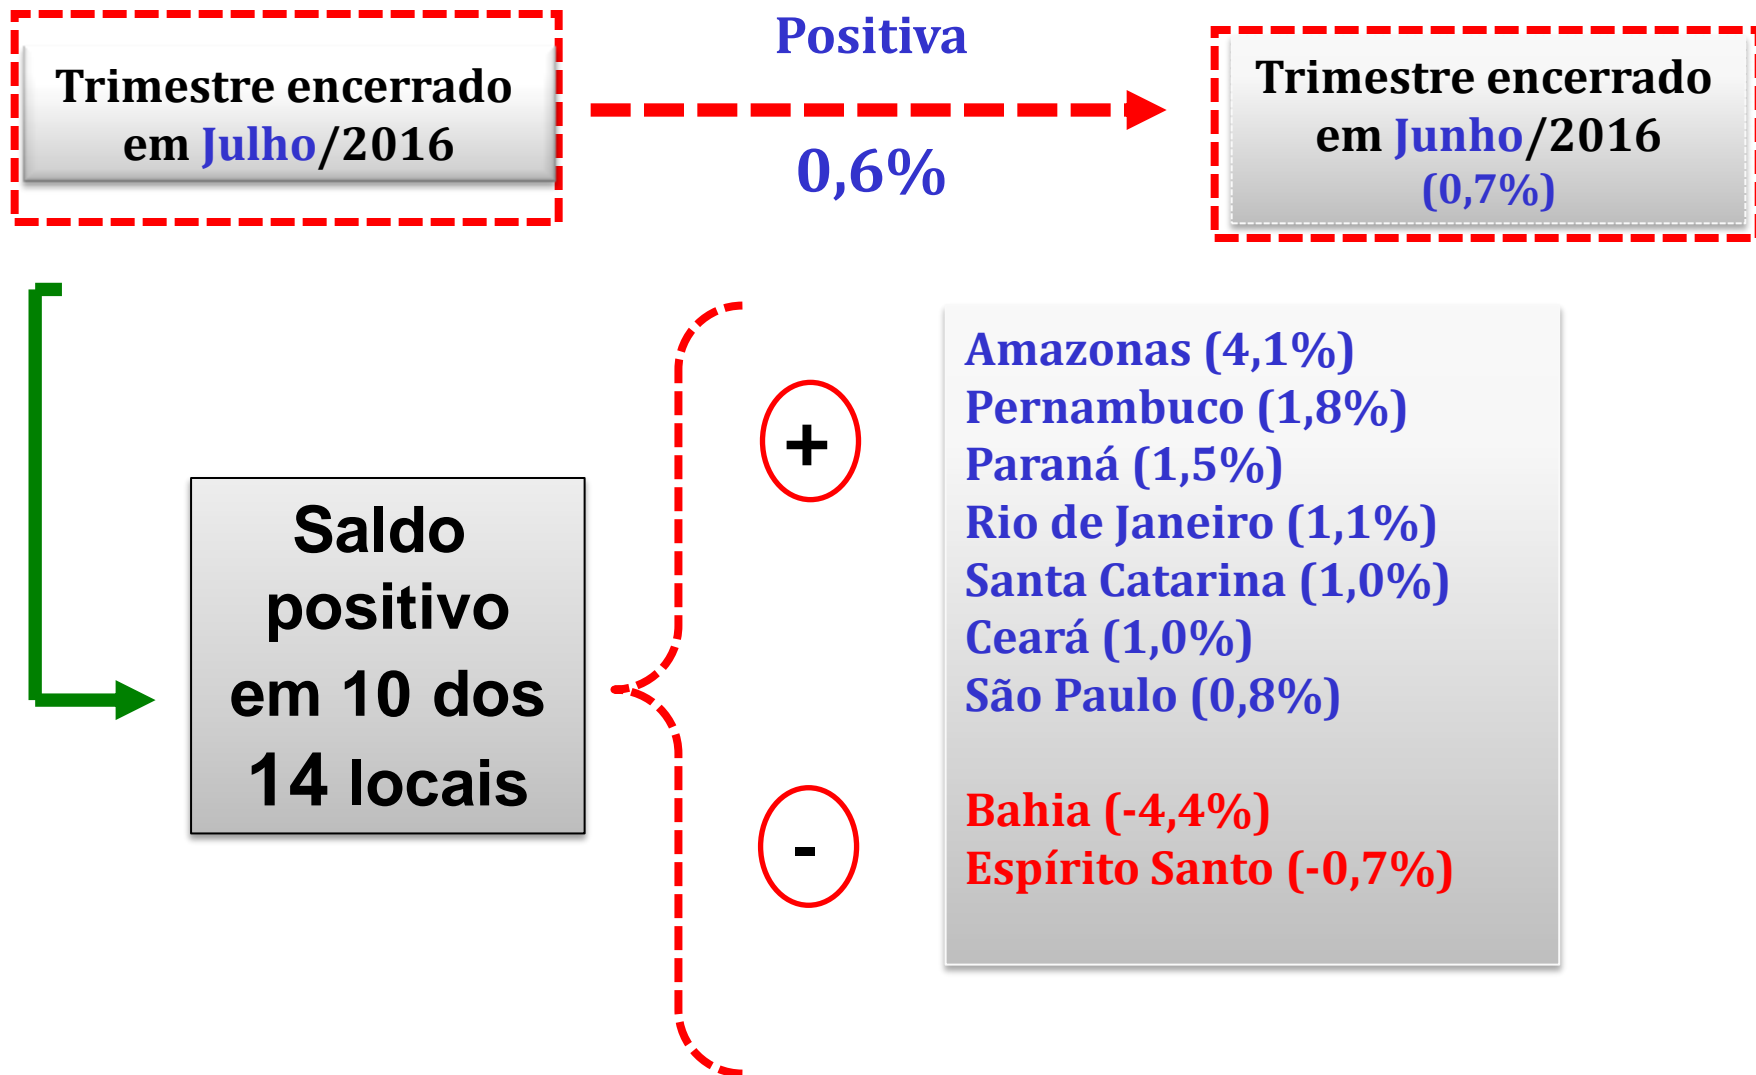 Trimestre encerrado
em Julho/2016
Positiva
0,6%
Trimestre encerrado
em Junho/2016
(0,7%)
Saldo
positivo
em 10 dos
14 locais
+
Amazonas (4,1%)
Pernambuco (1,8%)
Paraná (1,5%)
Rio de Janeiro (1,1%)
Santa Catarina (1,0%)
Ceará (1,0%)
São Paulo (0,8%)
-
Bahia (-4,4%)
Espírito Santo (-0,7%)